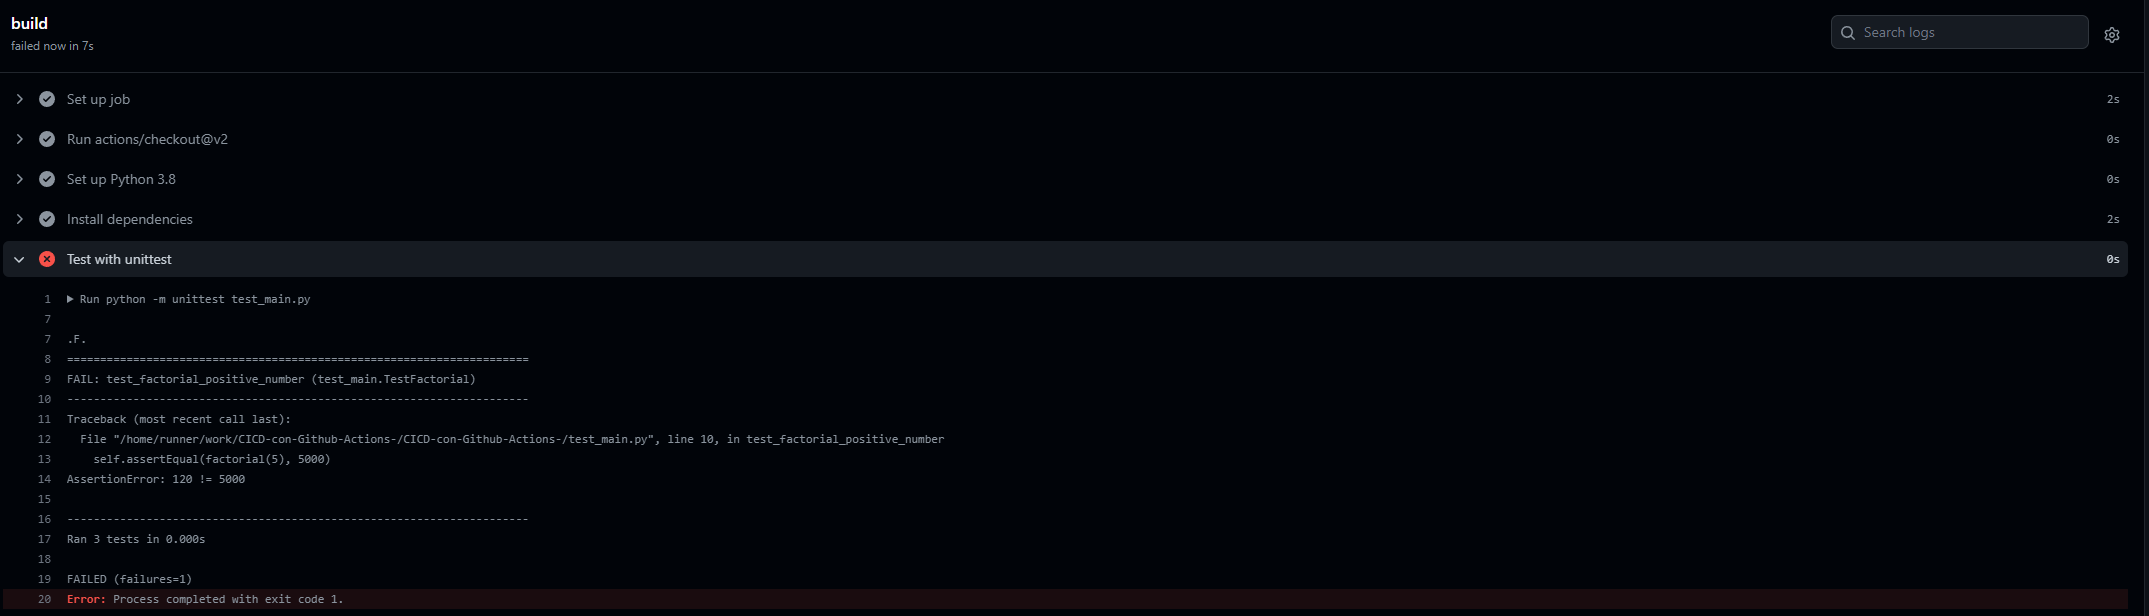 build
failed now in 7s
Search logs
Set up job 2s
Run actions/checkout@v2 0s
Set up Python 3.8 0s
Install dependencies 2s
Test with unittest 0s
1 Run python -m unittest test_main.py
7
7 .F.
8 ======================================================================
9 FAIL: test_factorial_positive_number (test_main.TestFactorial)
10 ----------------------------------------------------------------------
11 Traceback (most recent call last):
12 File "/home/runner/work/CICD-con-Github-Actions-/CICD-con-Github-Actions-/test_main.py", line 10, in test_factorial_positive_number
13 self.assertEqual(factorial(5), 5000)
14 AssertionError: 120 != 5000
15
16 ----------------------------------------------------------------------
17 Ran 3 tests in 0.000s
18
19 FAILED (failures=1)
20 Error: Process completed with exit code 1.